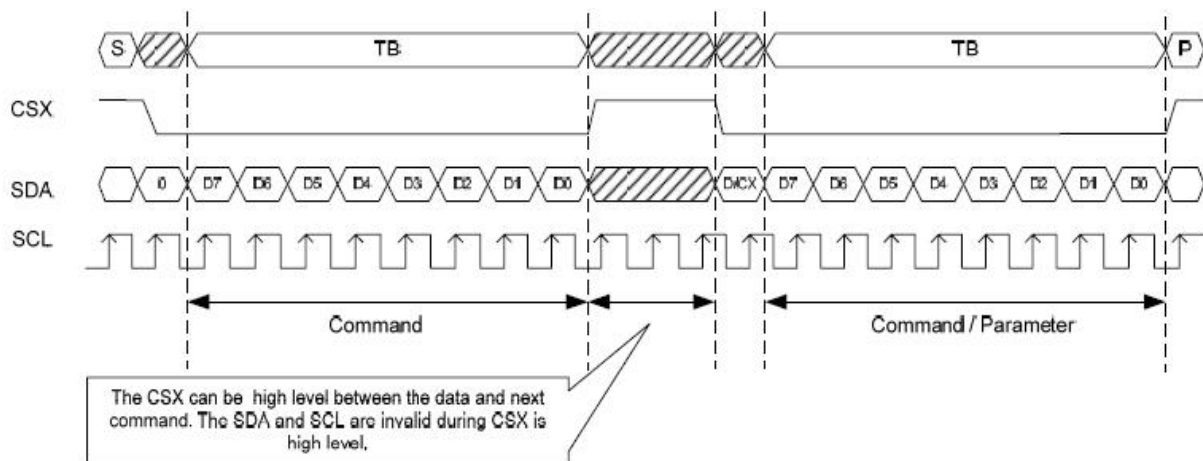 S TB TB P
CSX
SDA 0 D7 D6 D5 D4 D3 D2 D1 D0 D/CX D7 D6 D5 D4 D3 D2 D1 D0
SCL
Command Command / Parameter
The CSX can be high level between the data and next
command. The SDA and SCL are invalid during CSX is
high level.